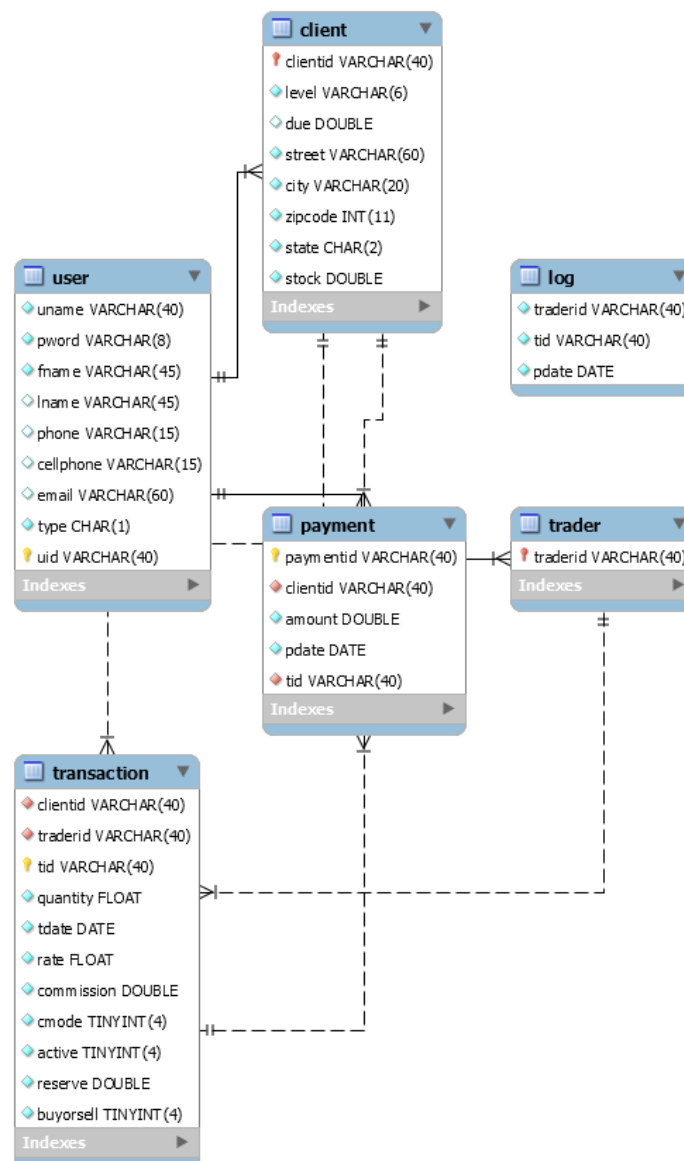 client
clientid VARCHAR(40)
level VARCHAR(6)
due DOUBLE
street VARCHAR(60)
city VARCHAR(20)
zipcode INT(11)
state CHAR(2)
stock DOUBLE
Indexes
user
uname VARCHAR(40)
pword VARCHAR(8)
fname VARCHAR(45)
lname VARCHAR(45)
phone VARCHAR(15)
cellphone VARCHAR(15)
email VARCHAR(60)
type CHAR(1)
uid VARCHAR(40)
Indexes
log
traderid VARCHAR(40)
tid VARCHAR(40)
pdate DATE
payment
paymentid VARCHAR(40)
clientid VARCHAR(40)
amount DOUBLE
pdate DATE
tid VARCHAR(40)
Indexes
trader
traderid VARCHAR(40)
Indexes
transaction
clientid VARCHAR(40)
traderid VARCHAR(40)
tid VARCHAR(40)
quantity FLOAT
tdate DATE
rate FLOAT
commission DOUBLE
cmode TINYINT(4)
active TINYINT(4)
reserve DOUBLE
buyorsell TINYINT(4)
Indexes